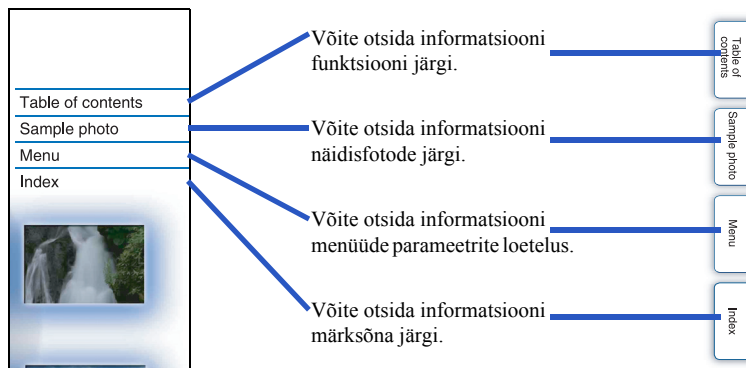 Table of contents
Sample photo
Menu
Index
Võite otsida informatsiooni
funktsiooni järgi.
Võite otsida informatsiooni
näidisfotode järgi.
Võite otsida informatsiooni
menüüde parameetrite loetelus.
Võite otsida informatsiooni
märksõna järgi.
Table of
contents
Sample photo
Menu
Index